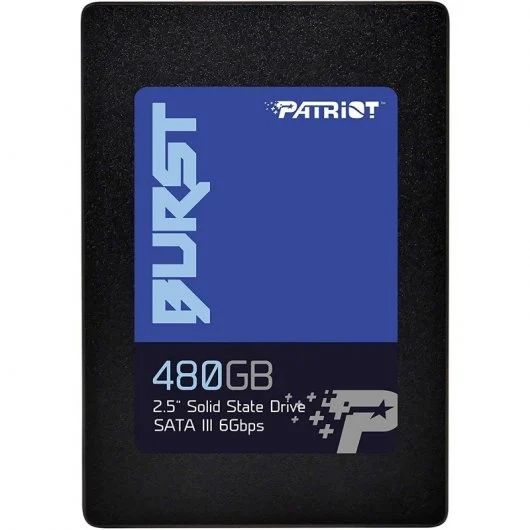 PATRIOT
BURST
480GB
2.5" Solid State Drive
SATA III 6Gbps
P